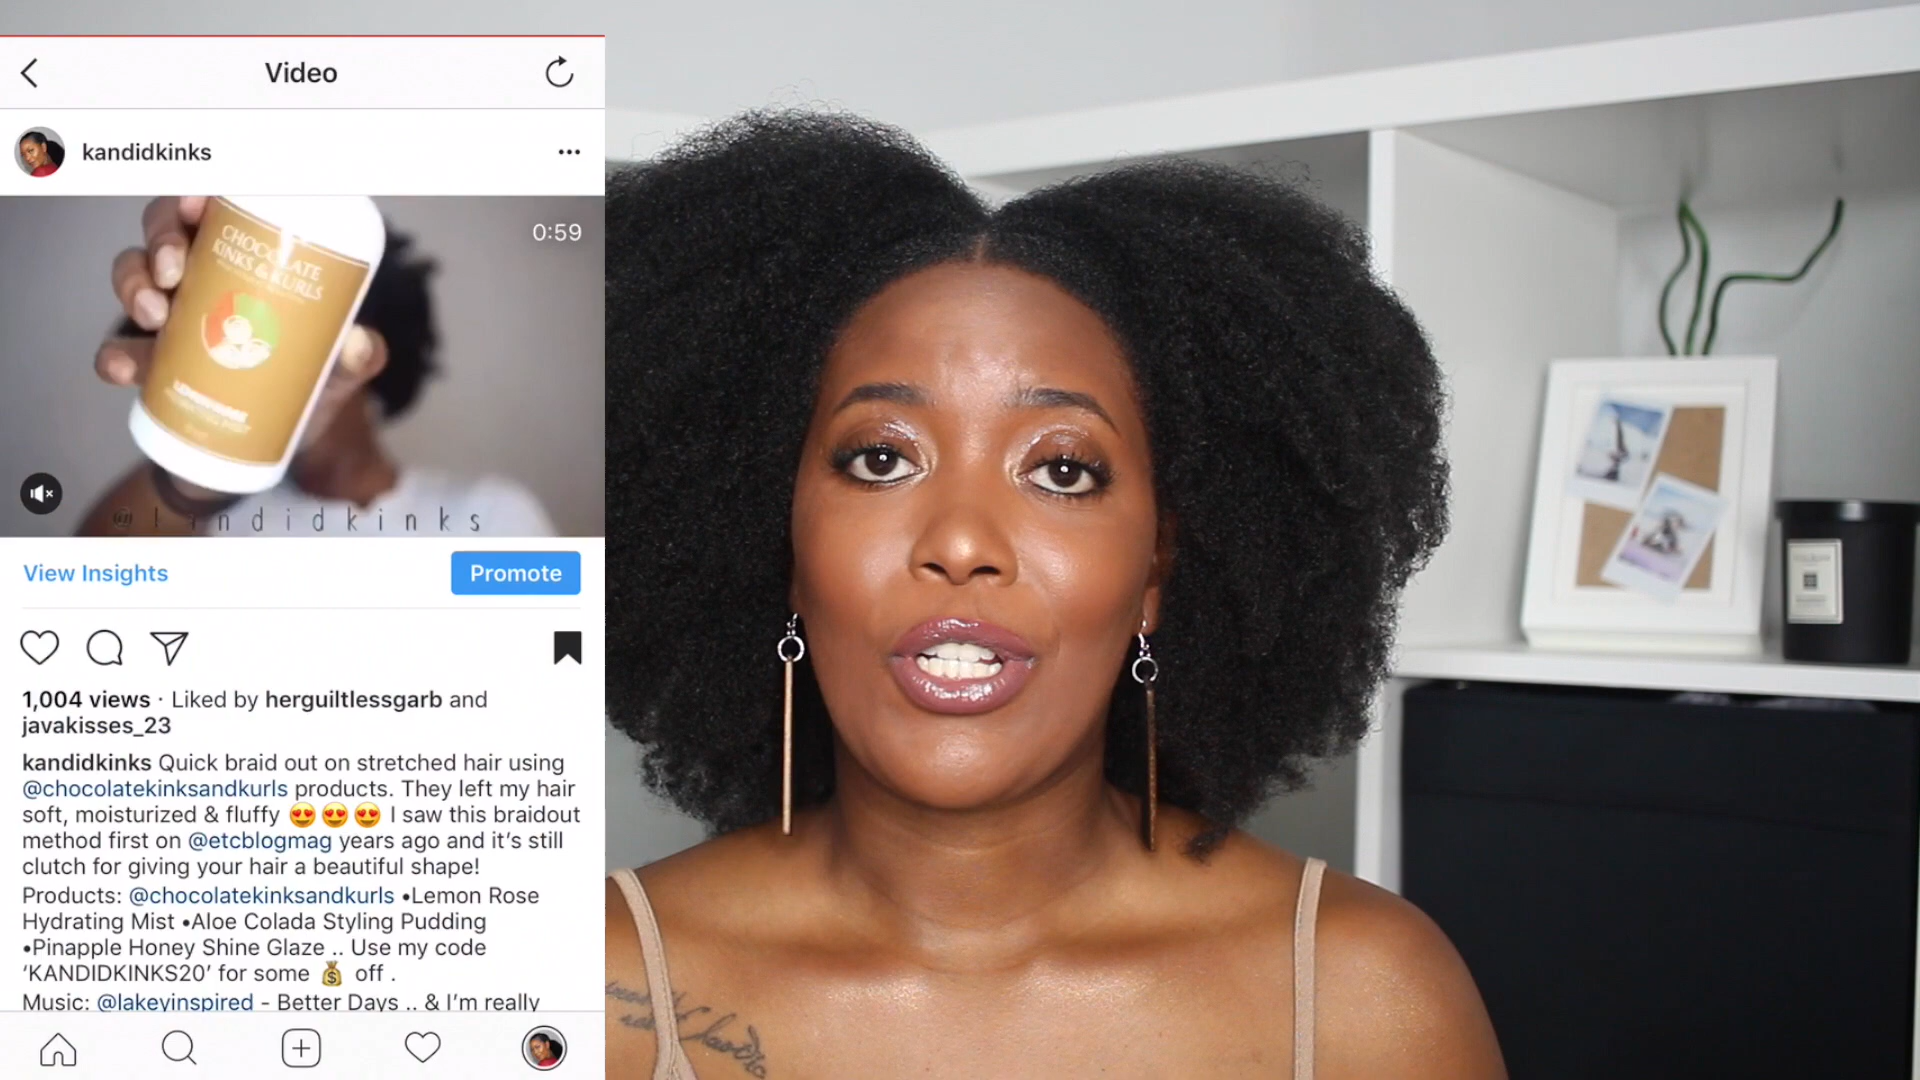 Video
kandidkinks
0:59
CHOCOLATE
KINKS & KURLS
@kandidkinks
View Insights
Promote
1,004 views · Liked by herguiltlessgarb and
javakisses_23
kandidkinks Quick braid out on stretched hair using
@chocolatekinksandkurls products. They left my hair
soft, moisturized & fluffy 😍😍😍 I saw this braidout
method first on @etcblogmag years ago and it’s still
clutch for giving your hair a beautiful shape!
Products: @chocolatekinksandkurls •Lemon Rose
Hydrating Mist •Aloe Colada Styling Pudding
•Pinapple Honey Shine Glaze .. Use my code
‘KANDIDKINKS20’ for some 💰 off .
Music: @lakeyinspired - Better Days .. & I’m really